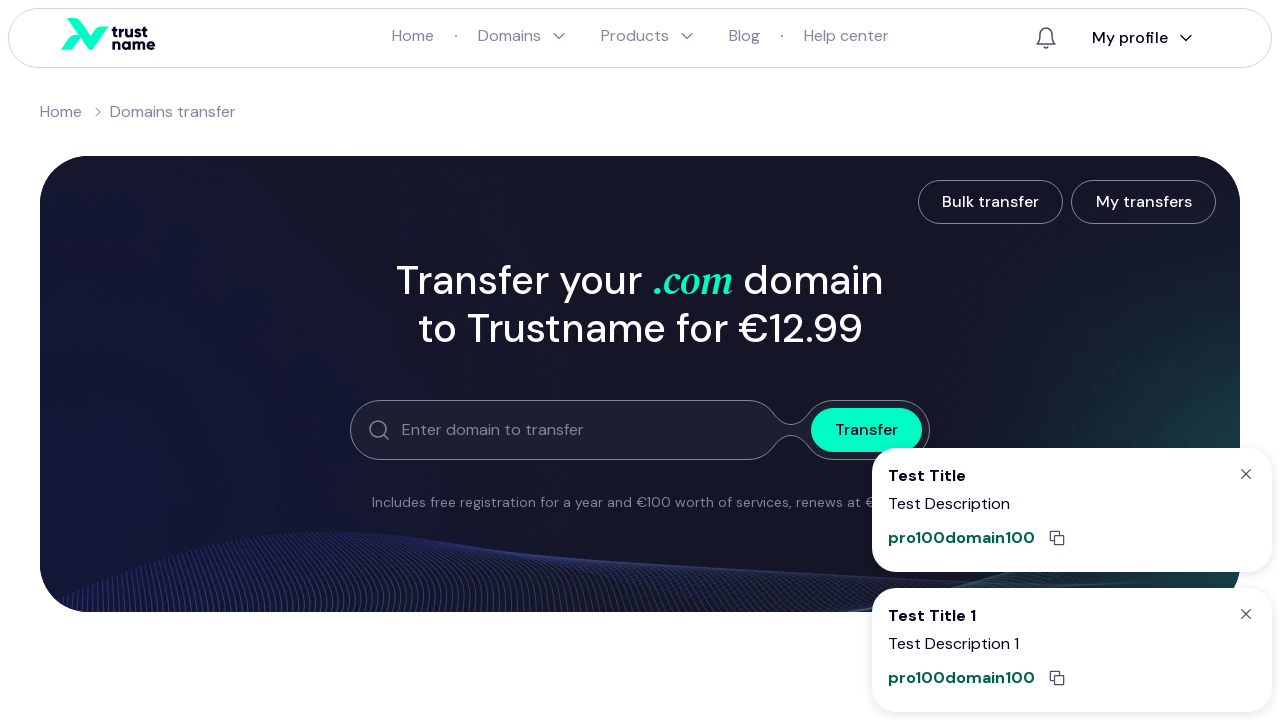 trust
name
Home
Domains
Products
Blog
Help center
My profile
Home
Domains transfer
Bulk transfer
My transfers
Transfer your .com domain
to Trustname for €12.99
Enter domain to transfer
Transfer
Includes free registration for a year and €100 worth of services, renews at €
Test Title
Test Description
pro100domain100
Test Title 1
Test Description 1
pro100domain100